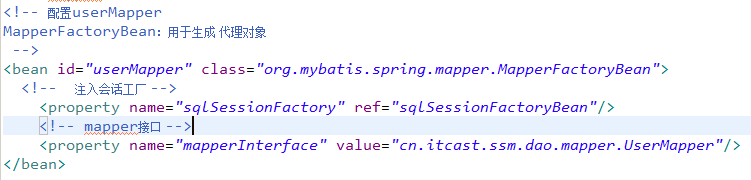 <!-- 配置userMapper
MapperFactoryBean：用于生成 代理对象
-->
<bean id="userMapper" class="org.mybatis.spring.mapper.MapperFactoryBean">
<!-- 注入会话工厂 -->
<property name="sqlSessionFactory" ref="sqlSessionFactoryBean"/>
<!-- mapper接口 -->
<property name="mapperInterface" value="cn.itcast.ssm.dao.mapper.UserMapper"/>
</bean>